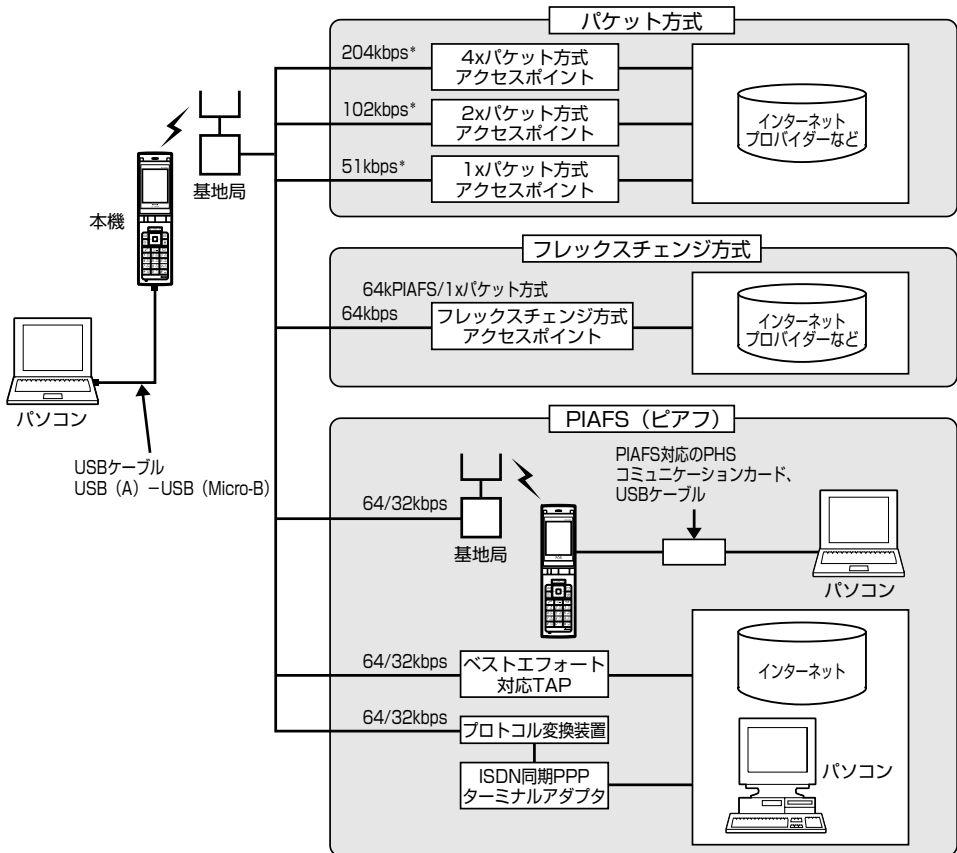 パケット方式
204kbps*
4xパケット方式
アクセスポイント
102kbps*
2xパケット方式
アクセスポイント
51kbps*
1xパケット方式
アクセスポイント
インターネット
プロバイダーなど
基地局
本機
パソコン
USBケーブル
USB（A）－USB（Micro-B）
フレックスチェンジ方式
64kPIAFS/1xパケット方式
64kbps
フレックスチェンジ方式
アクセスポイント
インターネット
プロバイダーなど
PIAFS（ピアフ）
PIAFS対応のPHS
コミュニケーションカード、
USBケーブル
64/32kbps
基地局
パソコン
64/32kbps
ベストエフォート
対応TAP
インターネット
64/32kbps
プロトコル変換装置
ISDN同期PPP
ターミナルアダプタ
パソコン